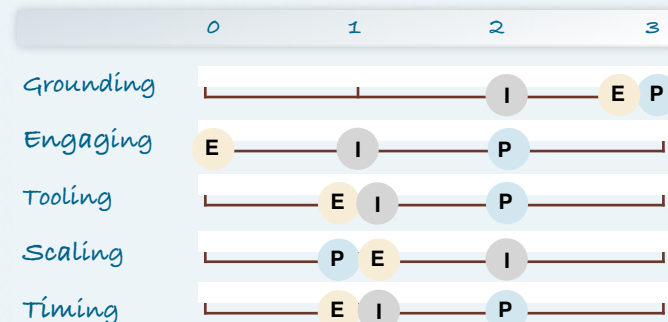 0 1 2 3
Grounding I E P
Engaging E I P
Tooling E I P
Scaling P E I
Timing E I P